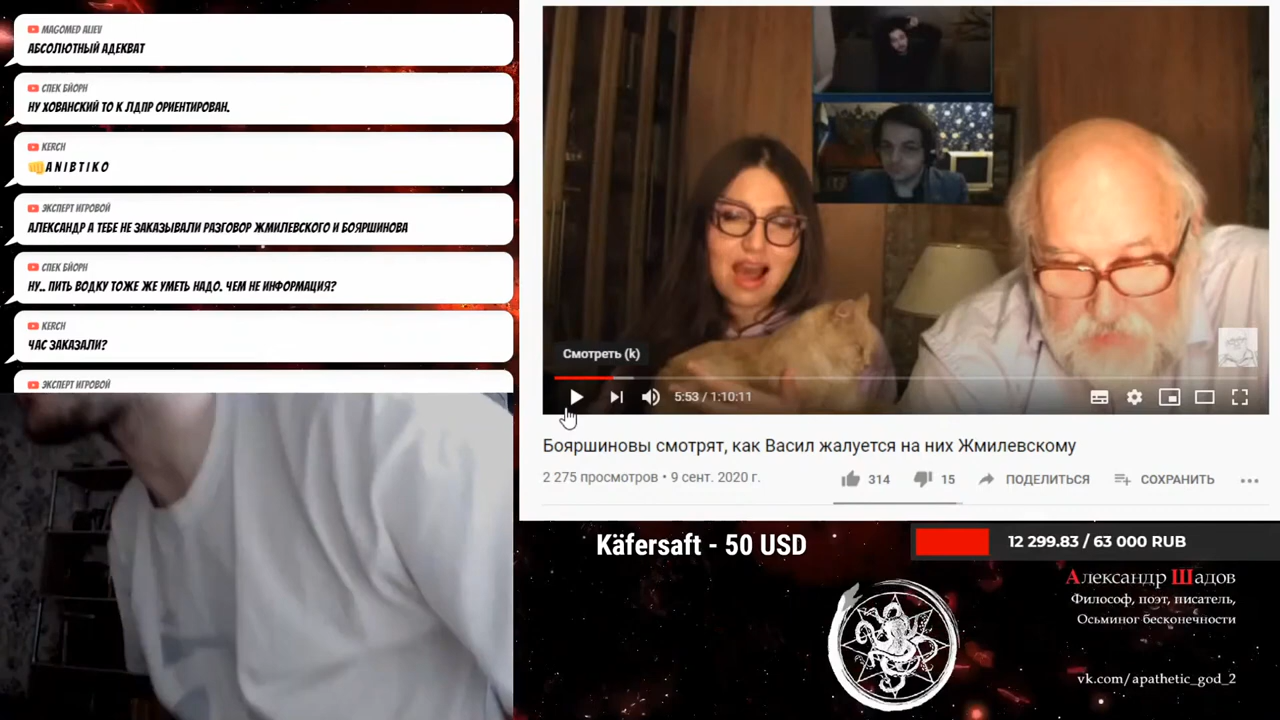 MAGOMED ALIEV
АБСОЛЮТНЫЙ АДЕКВАТ
СПЕК БЙОРН
НУ ХОВАНСКИЙ ТО К ЛДПР ОРИЕНТИРОВАН.
KERCH
👊A N I B T I K O
ЭКСПЕРТ ИГРОВОЙ
АЛЕКСАНДР А ТЕБЕ НЕ ЗАКАЗЫВАЛИ РАЗГОВОР ЖМИЛЕВСКОГО И БОЯРШИНОВА
СПЕК БЙОРН
НУ.. ПИТЬ ВОДКУ ТОЖЕ ЖЕ УМЕТЬ НАДО. ЧЕМ НЕ ИНФОРМАЦИЯ?
KERCH
ЧАС ЗАКАЗАЛИ?
ЭКСПЕРТ ИГРОВОЙ
Смотреть (k)
5:53 / 1:10:11
Бояршиновы смотрят, как Васил жалуется на них Жмилевскому
2 275 просмотров • 9 сент. 2020 г.
314
15
ПОДЕЛИТЬСЯ
СОХРАНИТЬ
Käfersaft - 50 USD
12 299.83 / 63 000 RUB
Александр Шадов
Философ, поэт, писатель,
Осьминог бесконечности
vk.com/apathetic_god_2